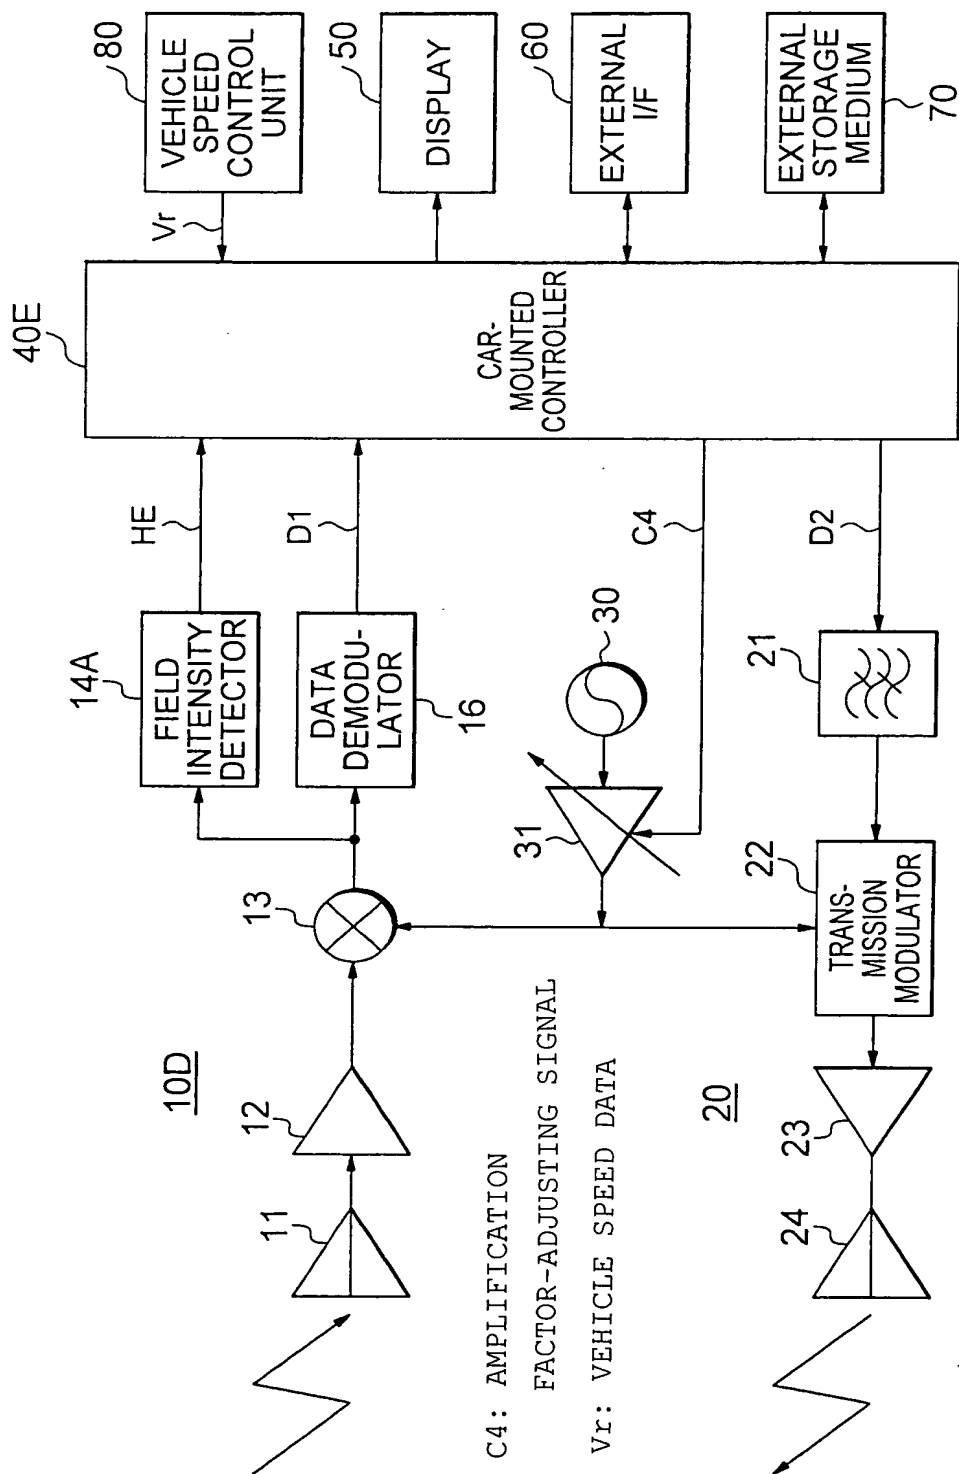 40E
80
VEHICLE
SPEED
CONTROL
UNIT
Vr
50
DISPLAY
60
EXTERNAL
I/F
EXTERNAL
STORAGE
MEDIUM
70
CAR-
MOUNTED
CONTROLLER
14A
FIELD
INTENSITY
DETECTOR
HE
DATA
DEMODU-
LATOR
16
D1
10D
11
12
13
30
31
C4
C4: AMPLIFICATION
FACTOR-ADJUSTING SIGNAL
Vr: VEHICLE SPEED DATA
20
24
23
22
TRANS-
MISSION
MODULATOR
21
D2